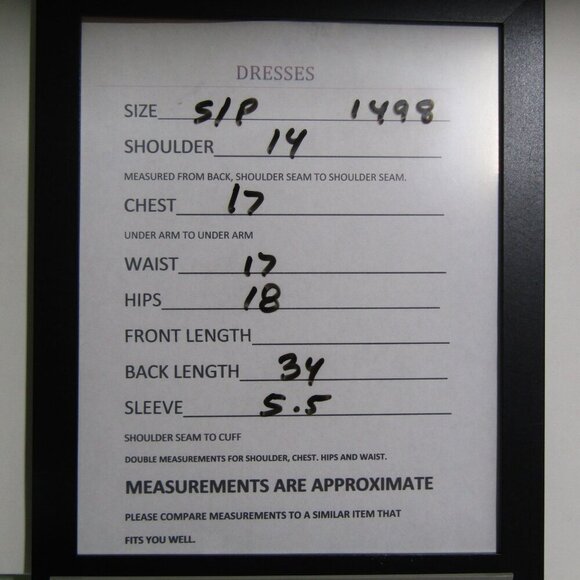 DRESSES
SIZE S/P 1498
SHOULDER 14
MEASURED FROM BACK, SHOULDER SEAM TO SHOULDER SEAM.
CHEST 17
UNDER ARM TO UNDER ARM
WAIST 17
HIPS 18
FRONT LENGTH
BACK LENGTH 34
SLEEVE 5.5
SHOULDER SEAM TO CUFF
DOUBLE MEASUREMENTS FOR SHOULDER, CHEST. HIPS AND WAIST.
MEASUREMENTS ARE APPROXIMATE
PLEASE COMPARE MEASUREMENTS TO A SIMILAR ITEM THAT
FITS YOU WELL.